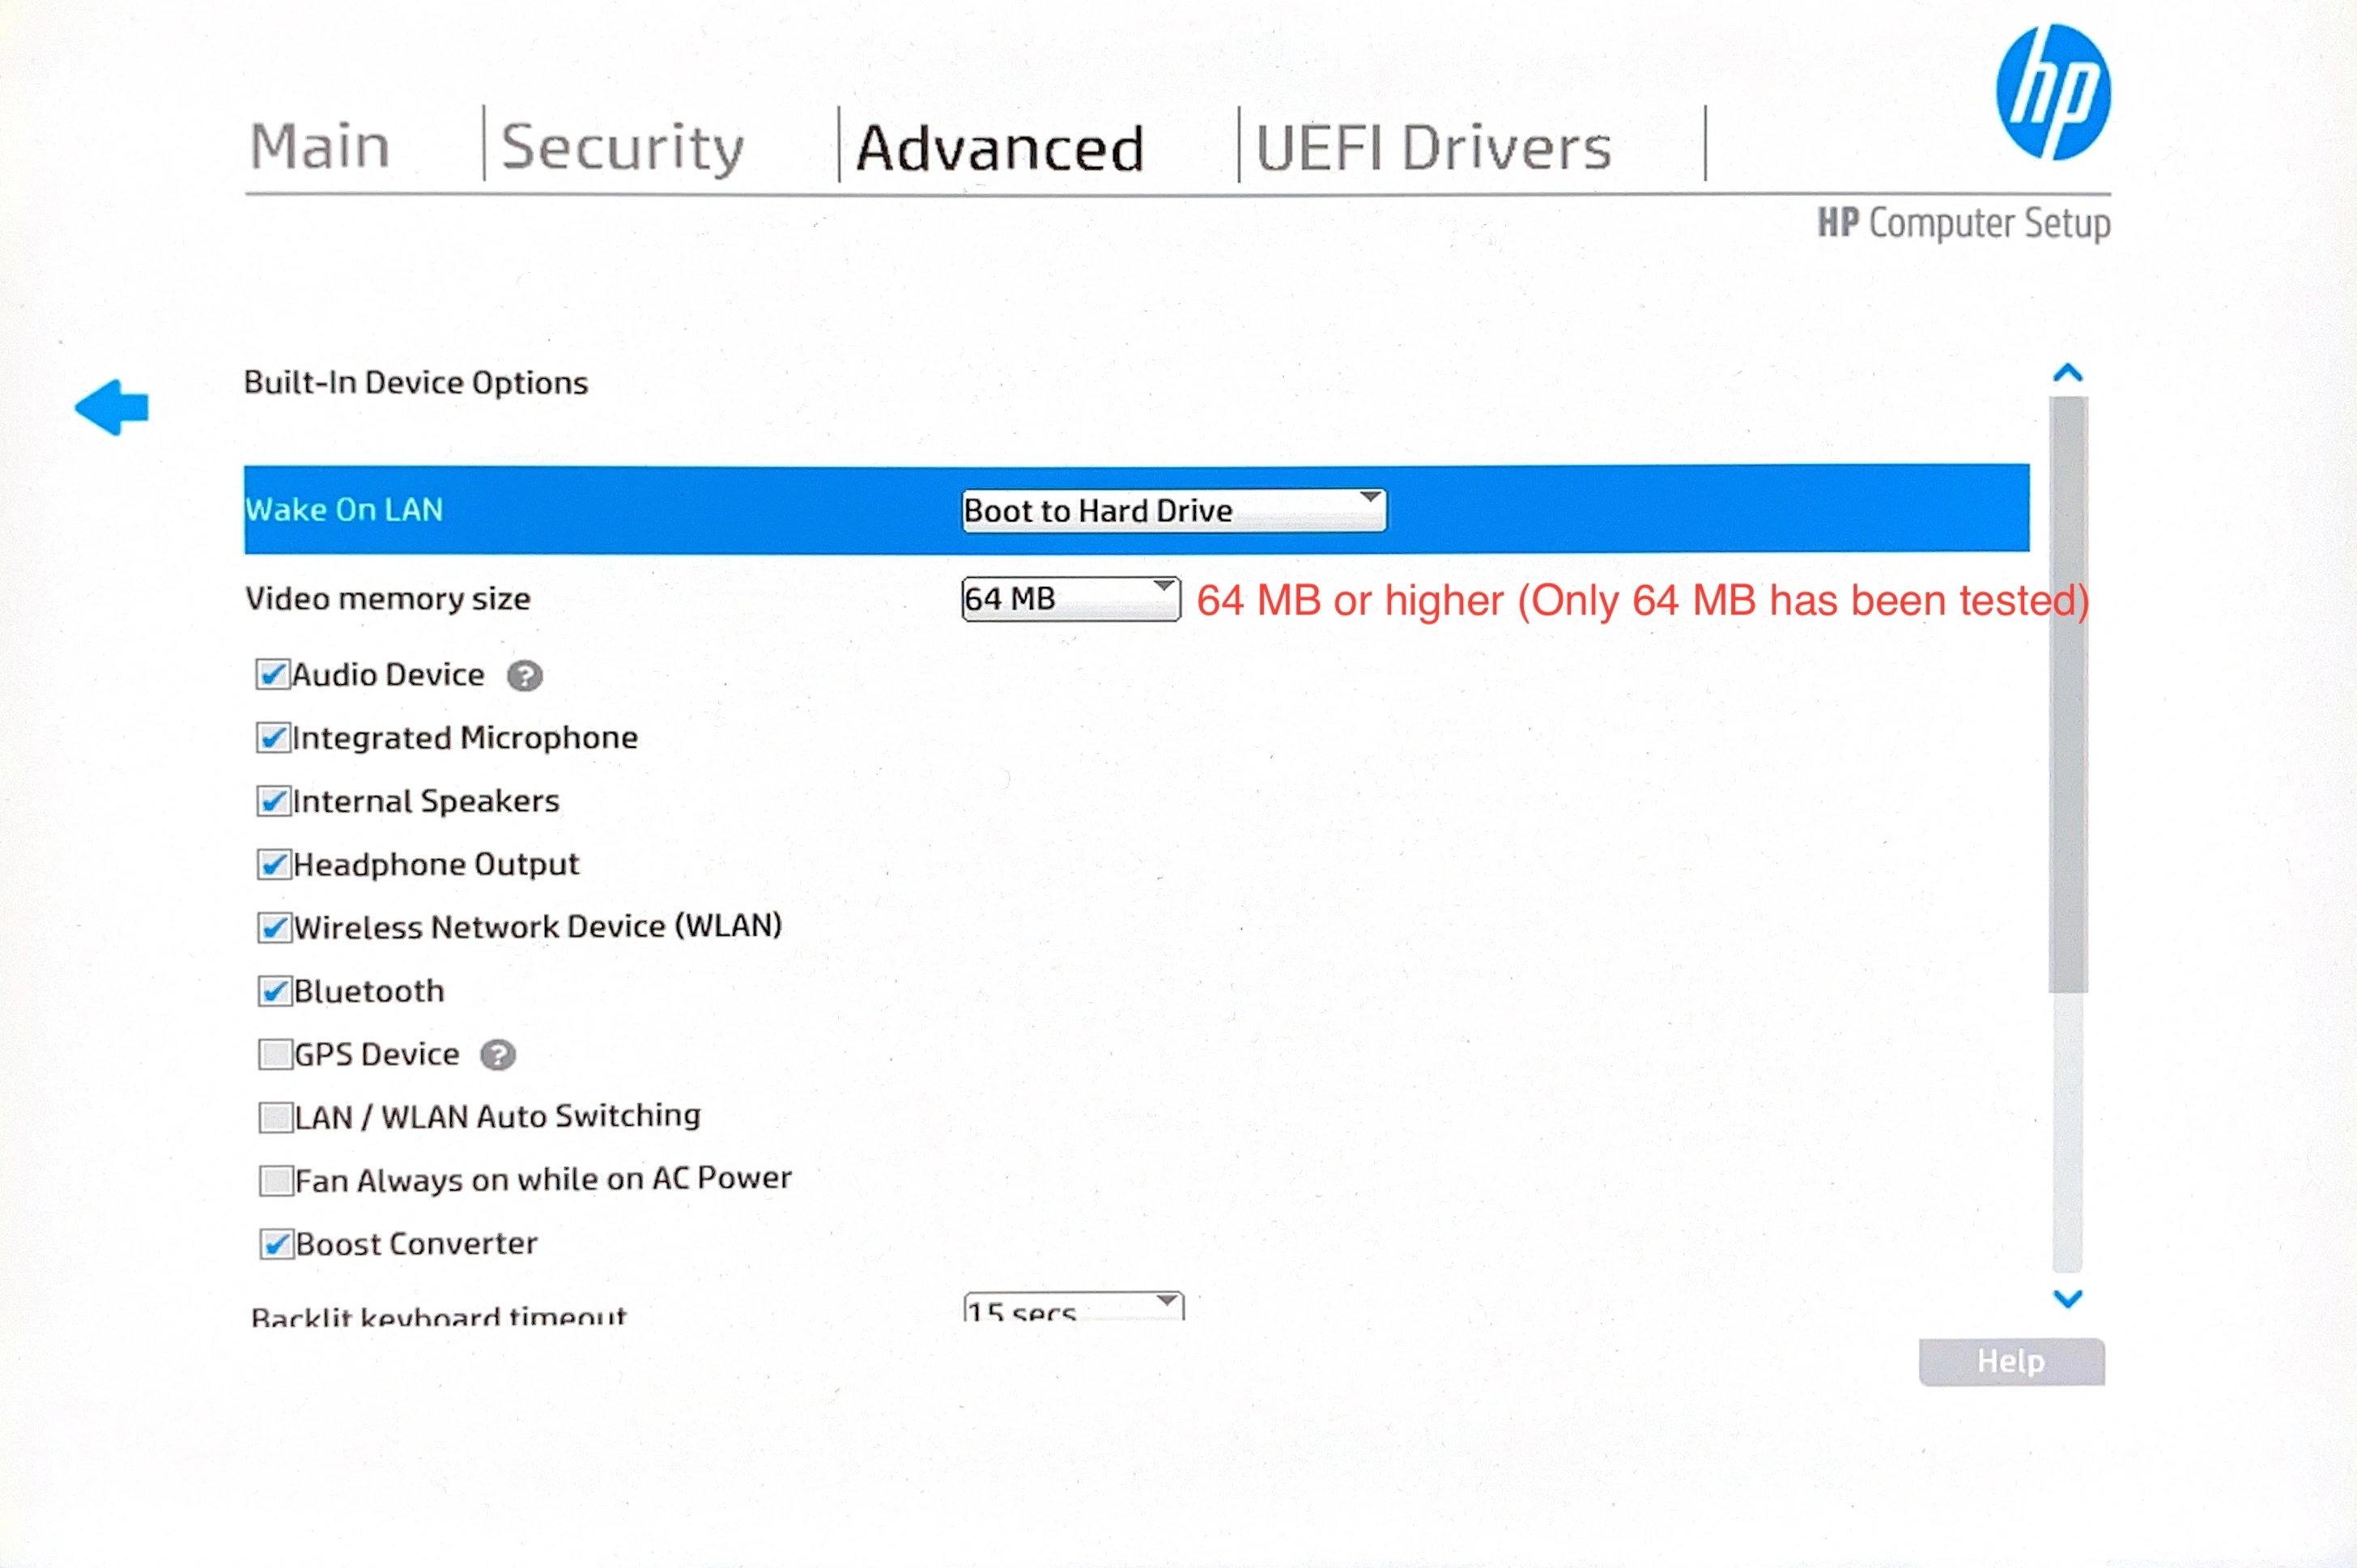 hp
Main
Security
Advanced
UEFI Drivers
HP Computer Setup
Built-In Device Options
Wake On LAN
Boot to Hard Drive
Video memory size
64 MB
64 MB or higher (Only 64 MB has been tested)
Audio Device ?
Integrated Microphone
Internal Speakers
Headphone Output
Wireless Network Device (WLAN)
Bluetooth
GPS Device ?
LAN / WLAN Auto Switching
Fan Always on while on AC Power
Boost Converter
Backlit keyboard timeout
15 secs
Help